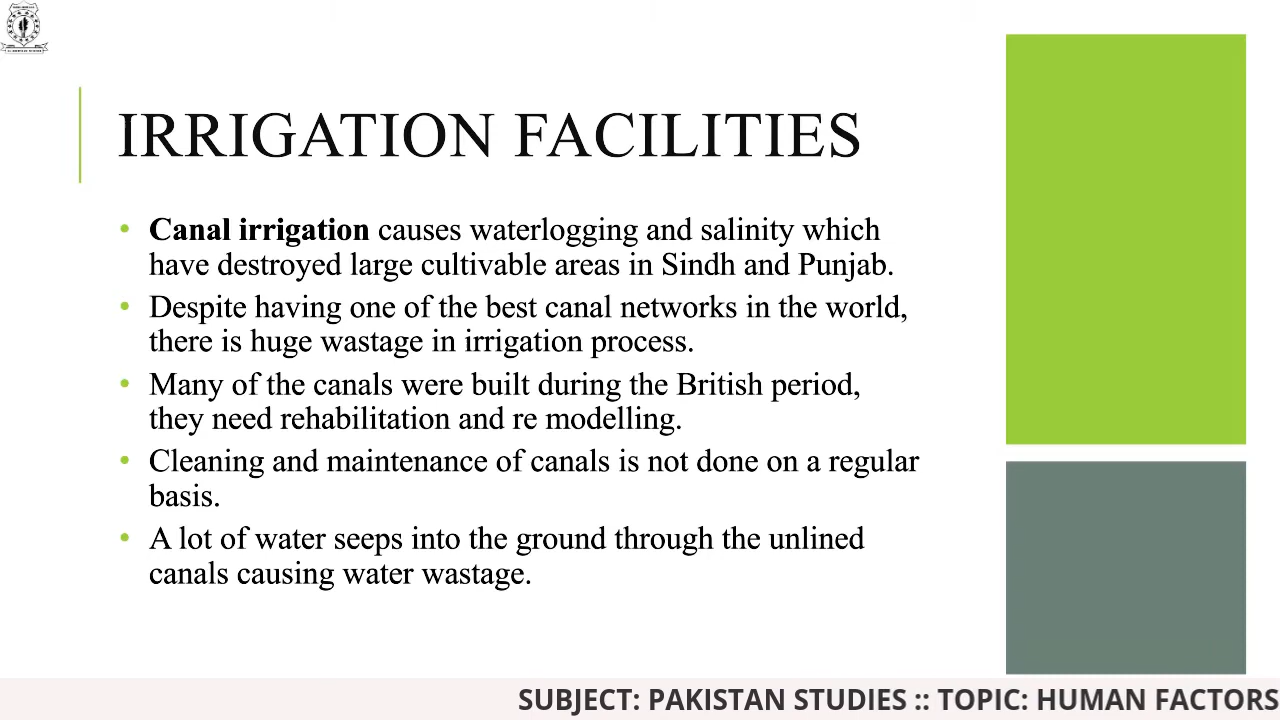 IRRIGATION FACILITIES
• Canal irrigation causes waterlogging and salinity which
have destroyed large cultivable areas in Sindh and Punjab.
• Despite having one of the best canal networks in the world,
there is huge wastage in irrigation process.
• Many of the canals were built during the British period,
they need rehabilitation and re modelling.
• Cleaning and maintenance of canals is not done on a regular
basis.
• A lot of water seeps into the ground through the unlined
canals causing water wastage.
SUBJECT: PAKISTAN STUDIES :: TOPIC: HUMAN FACTORS